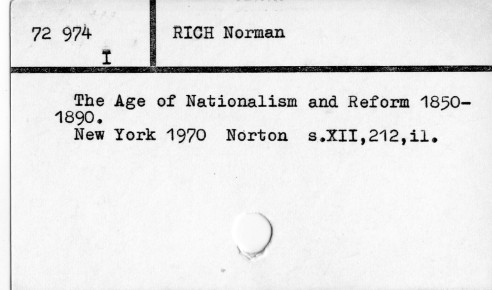 72 974
I
RICH Norman
The Age of Nationalism and Reform 1850-
1890.
New York 1970 Norton s.XII,212,il.